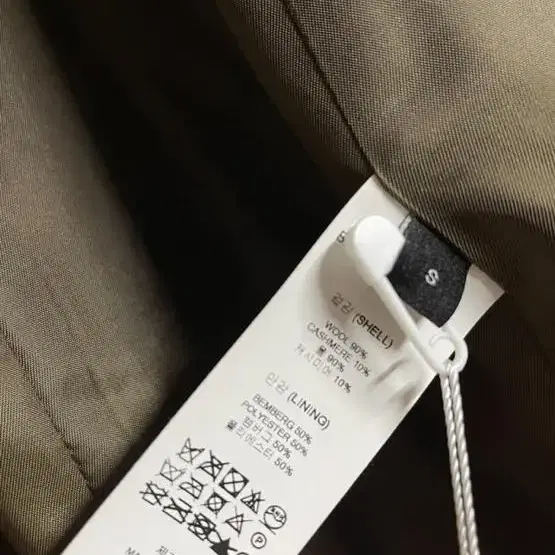 S
겉감 (SHELL)
WOOL 90%
CASHMERE 10%
울 90%
캐시미어 10%
안감 (LINING)
BEMBERG 50%
POLYESTER 50%
뱀버그 50%
폴리에스터 50%